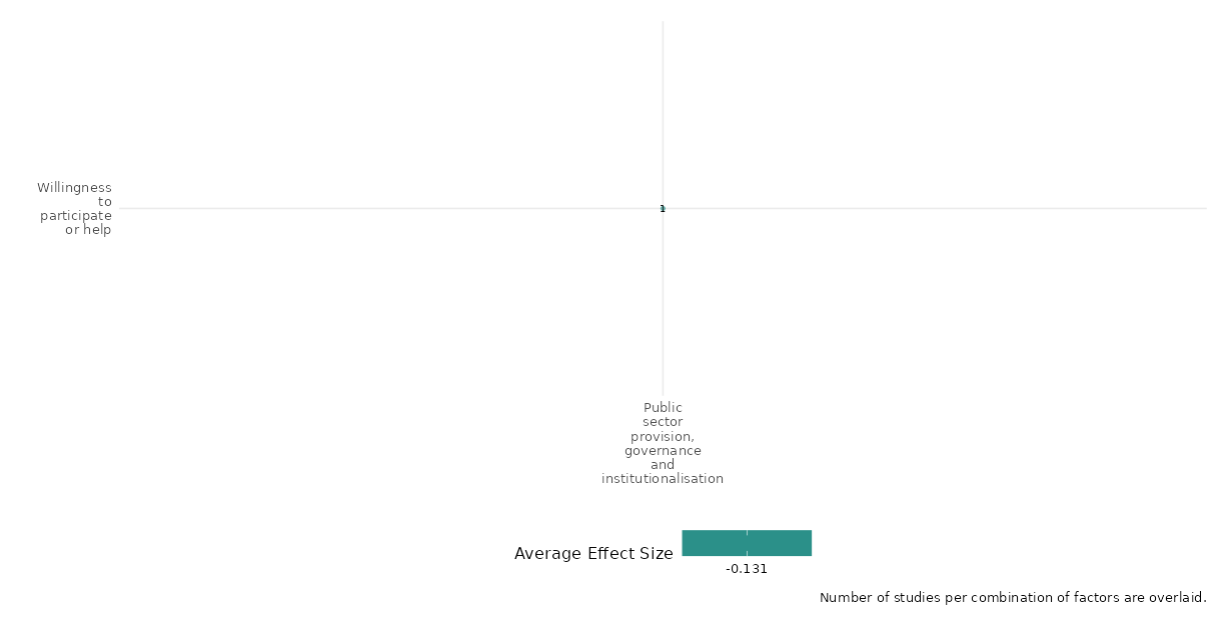 Willingness
to
participate
or help
1
Public
sector
provision,
governance
and
institutionalisation
Average Effect Size
-0.131
Number of studies per combination of factors are overlaid.